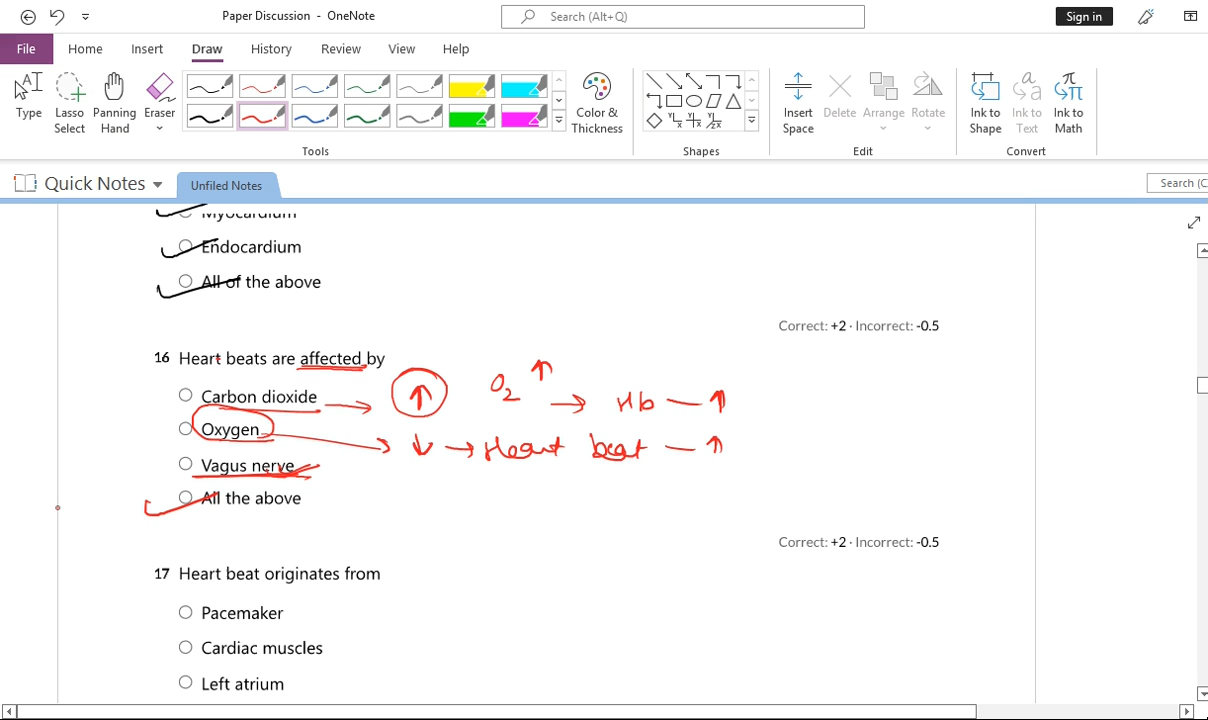 Paper Discussion - OneNote
Search (Alt+Q)
Sign in
File Home Insert Draw History Review View Help
Type
Lasso Select
Panning Hand
Eraser
Color & Thickness
Insert Space
Delete
Arrange
Rotate
Ink to Shape
Ink to Text
Ink to Math
Tools
Shapes
Edit
Convert
Quick Notes
Unfiled Notes
Search (C
Myocardium
Endocardium
All of the above
Correct: +2 · Incorrect: -0.5
16 Heart beats are affected by
Carbon dioxide ↑ O2 ↑ → Hb — ↑
Oxygen ↓ → Heart beat — ↑
Vagus nerve
All the above
Correct: +2 · Incorrect: -0.5
17 Heart beat originates from
Pacemaker
Cardiac muscles
Left atrium